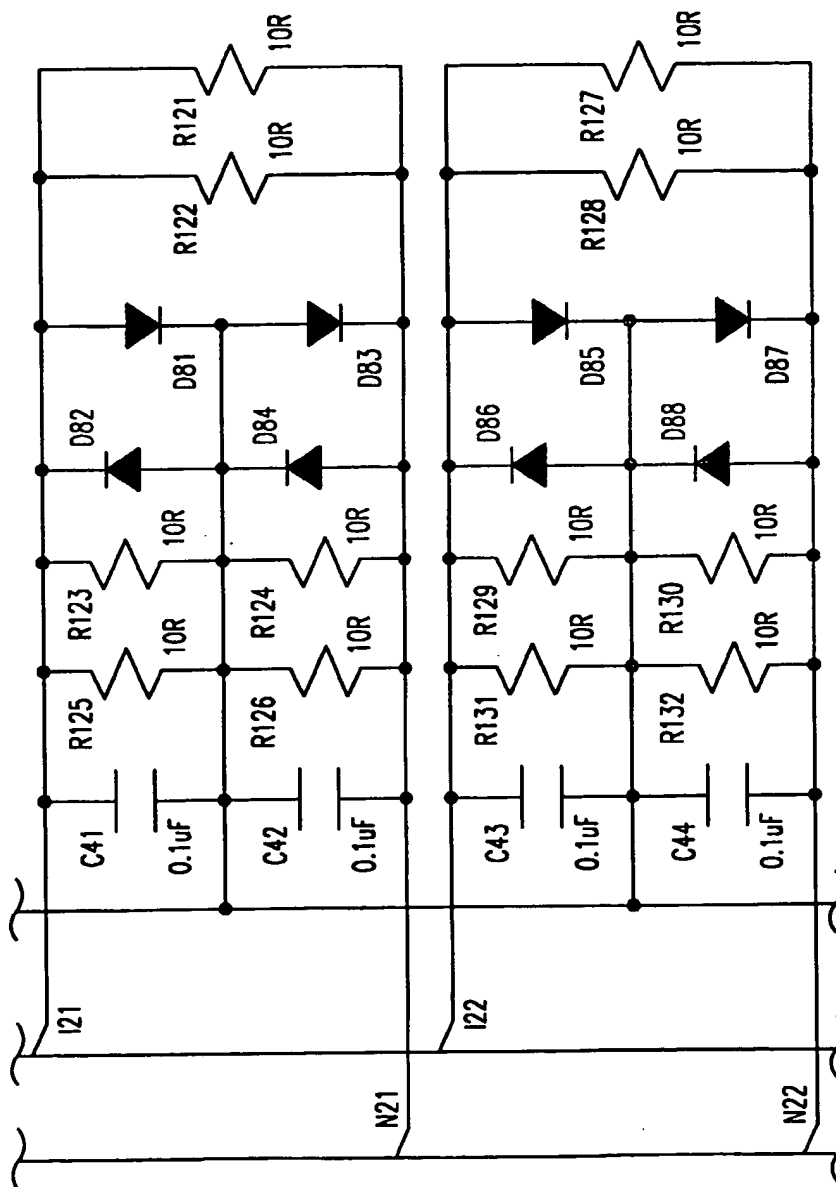 R121
10R
R122
10R
D81
D83
D82
D84
R123
10R
R124
10R
R125
10R
R126
10R
C41
0.1uF
C42
0.1uF
I21
N21
R127
10R
R128
10R
D85
D87
D86
D88
R129
10R
R130
10R
R131
10R
R132
10R
C43
0.1uF
C44
0.1uF
I22
N22